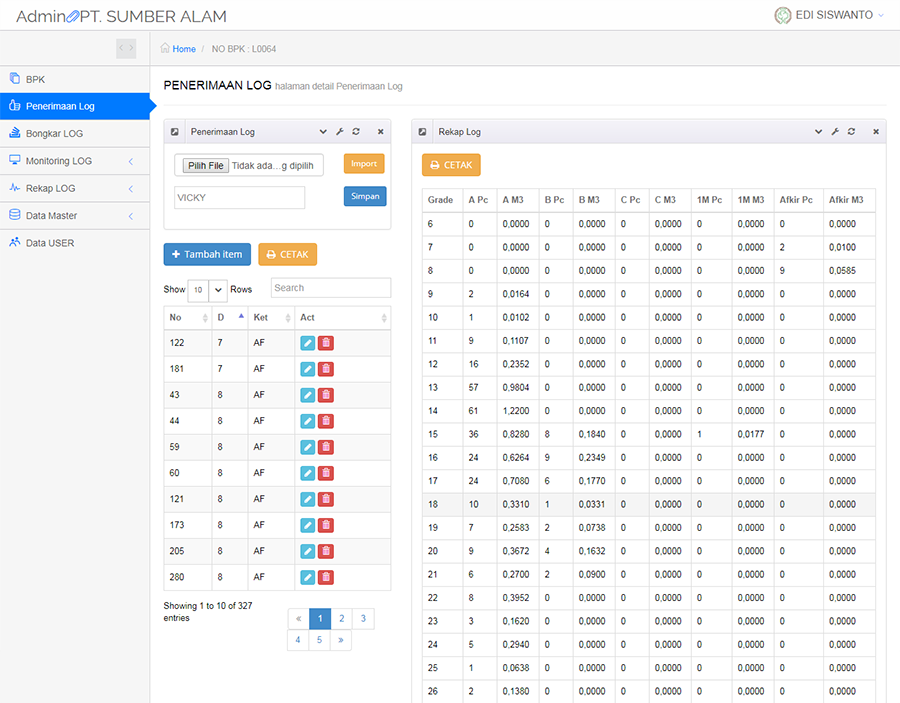 Admin PT. SUMBER ALAM
EDI SISWANTO
Home / NO BPK : L0064
BPK
Penerimaan Log
Bongkar LOG
Monitoring LOG
Rekap LOG
Data Master
Data USER
PENERIMAAN LOG halaman detail Penerimaan Log
Penerimaan Log
Pilih File Tidak ada...g dipilih Import
VICKY Simpan
Tambah item CETAK
Show 10 Rows Search
No D Ket Act
122 7 AF
181 7 AF
43 8 AF
44 8 AF
59 8 AF
60 8 AF
121 8 AF
173 8 AF
205 8 AF
280 8 AF
Showing 1 to 10 of 327
entries
« 1 2 3
4 5 »
Rekap Log
CETAK
Grade A Pc A M3 B Pc B M3 C Pc C M3 1M Pc 1M M3 Afkir Pc Afkir M3
6 0 0,0000 0 0,0000 0 0,0000 0 0,0000 0 0,0000
7 0 0,0000 0 0,0000 0 0,0000 0 0,0000 2 0,0100
8 0 0,0000 0 0,0000 0 0,0000 0 0,0000 9 0,0585
9 2 0,0164 0 0,0000 0 0,0000 0 0,0000 0 0,0000
10 1 0,0102 0 0,0000 0 0,0000 0 0,0000 0 0,0000
11 9 0,1107 0 0,0000 0 0,0000 0 0,0000 0 0,0000
12 16 0,2352 0 0,0000 0 0,0000 0 0,0000 0 0,0000
13 57 0,9804 0 0,0000 0 0,0000 0 0,0000 0 0,0000
14 61 1,2200 0 0,0000 0 0,0000 0 0,0000 0 0,0000
15 36 0,8280 8 0,1840 0 0,0000 1 0,0177 0 0,0000
16 24 0,6264 9 0,2349 0 0,0000 0 0,0000 0 0,0000
17 24 0,7080 6 0,1770 0 0,0000 0 0,0000 0 0,0000
18 10 0,3310 1 0,0331 0 0,0000 0 0,0000 0 0,0000
19 7 0,2583 2 0,0738 0 0,0000 0 0,0000 0 0,0000
20 9 0,3672 4 0,1632 0 0,0000 0 0,0000 0 0,0000
21 6 0,2700 2 0,0900 0 0,0000 0 0,0000 0 0,0000
22 8 0,3952 0 0,0000 0 0,0000 0 0,0000 0 0,0000
23 3 0,1620 0 0,0000 0 0,0000 0 0,0000 0 0,0000
24 5 0,2940 0 0,0000 0 0,0000 0 0,0000 0 0,0000
25 1 0,0638 0 0,0000 0 0,0000 0 0,0000 0 0,0000
26 2 0,1380 0 0,0000 0 0,0000 0 0,0000 0 0,0000